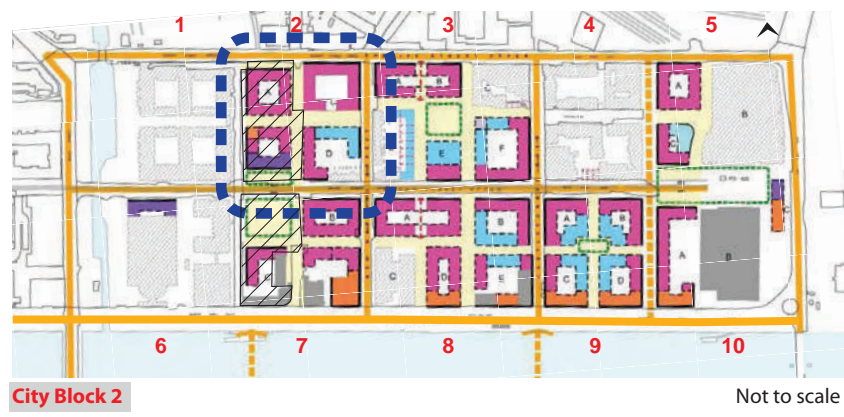 1 2 3 4 5
A A B C A B
D E F C
A B A B A B
A B
C C D E C D
6 7 8 9 10
City Block 2 Not to scale